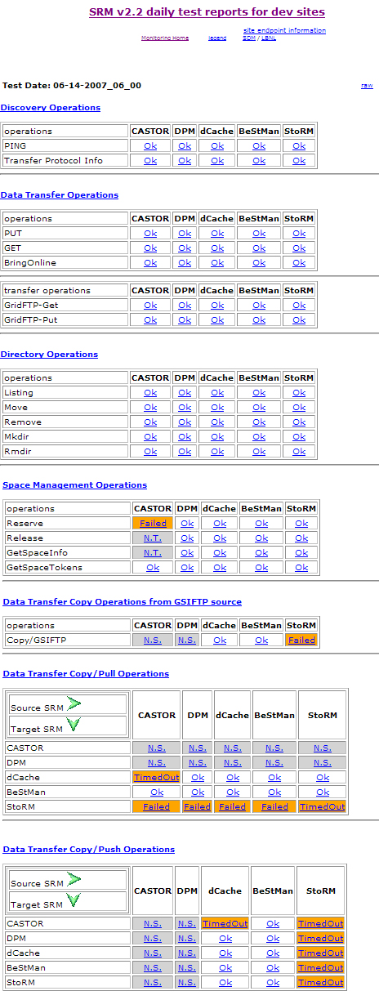 SRM v2.2 daily test reports for dev sites
site endpoint information
Monitoring Home legend SDM / LBNL
Test Date: 06-14-2007_06_00 raw
Discovery Operations
operations CASTOR DPM dCache BeStMan StoRM
PING Ok Ok Ok Ok Ok
Transfer Protocol Info Ok Ok Ok Ok Ok
Data Transfer Operations
operations CASTOR DPM dCache BeStMan StoRM
PUT Ok Ok Ok Ok Ok
GET Ok Ok Ok Ok Ok
BringOnline Ok Ok Ok Ok Ok
transfer operations CASTOR DPM dCache BeStMan StoRM
GridFTP-Get Ok Ok Ok Ok Ok
GridFTP-Put Ok Ok Ok Ok Ok
Directory Operations
operations CASTOR DPM dCache BeStMan StoRM
Listing Ok Ok Ok Ok Ok
Move Ok Ok Ok Ok Ok
Remove Ok Ok Ok Ok Ok
Mkdir Ok Ok Ok Ok Ok
Rmdir Ok Ok Ok Ok Ok
Space Management Operations
operations CASTOR DPM dCache BeStMan StoRM
Reserve Failed Ok Ok Ok Ok
Release N.T. Ok Ok Ok Ok
GetSpaceInfo N.T. Ok Ok Ok Ok
GetSpaceTokens Ok Ok Ok Ok Ok
Data Transfer Copy Operations from GSIFTP source
operations CASTOR DPM dCache BeStMan StoRM
Copy/GSIFTP N.S. N.S. Ok Ok Failed
Data Transfer Copy/Pull Operations
Source SRM
Target SRM
CASTOR DPM dCache BeStMan StoRM
CASTOR N.S. N.S. N.S. N.S. N.S.
DPM N.S. N.S. N.S. N.S. N.S.
dCache TimedOut Ok Ok Ok Ok
BeStMan Ok Ok Ok Ok Ok
StoRM Failed Failed Failed Failed TimedOut
Data Transfer Copy/Push Operations
Source SRM
Target SRM
CASTOR DPM dCache BeStMan StoRM
CASTOR N.S. N.S. TimedOut Ok TimedOut
DPM N.S. N.S. Ok Ok TimedOut
dCache N.S. N.S. Ok Ok TimedOut
BeStMan N.S. N.S. Ok Ok TimedOut
StoRM N.S. N.S. Ok Ok TimedOut